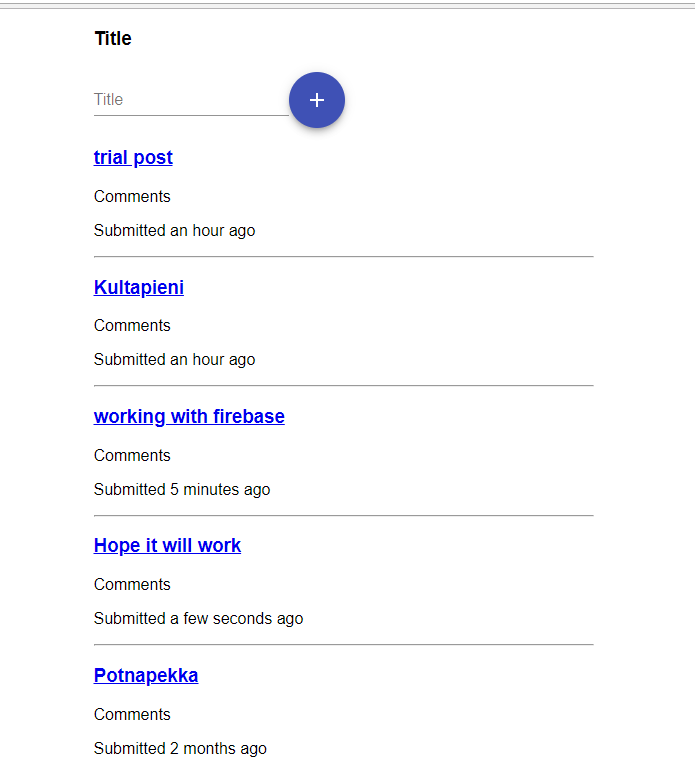 Title
Title +
trial post
Comments
Submitted an hour ago
Kultapieni
Comments
Submitted an hour ago
working with firebase
Comments
Submitted 5 minutes ago
Hope it will work
Comments
Submitted a few seconds ago
Potnapekka
Comments
Submitted 2 months ago